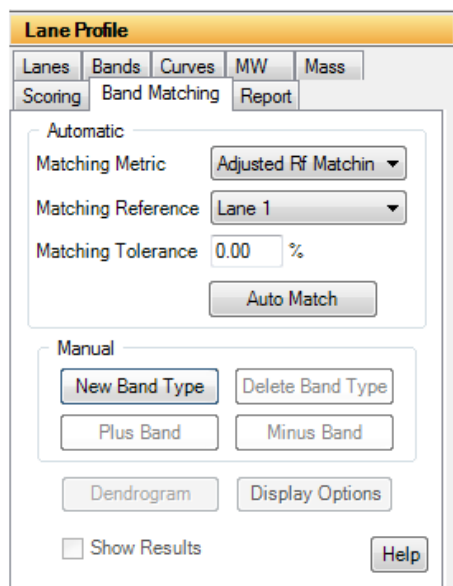 Lane Profile
Lanes Bands Curves MW Mass
Scoring Band Matching Report
Automatic
Matching Metric Adjusted Rf Matchin
Matching Reference Lane 1
Matching Tolerance 0.00 %
Auto Match
Manual
New Band Type Delete Band Type
Plus Band Minus Band
Dendrogram Display Options
Show Results
Help